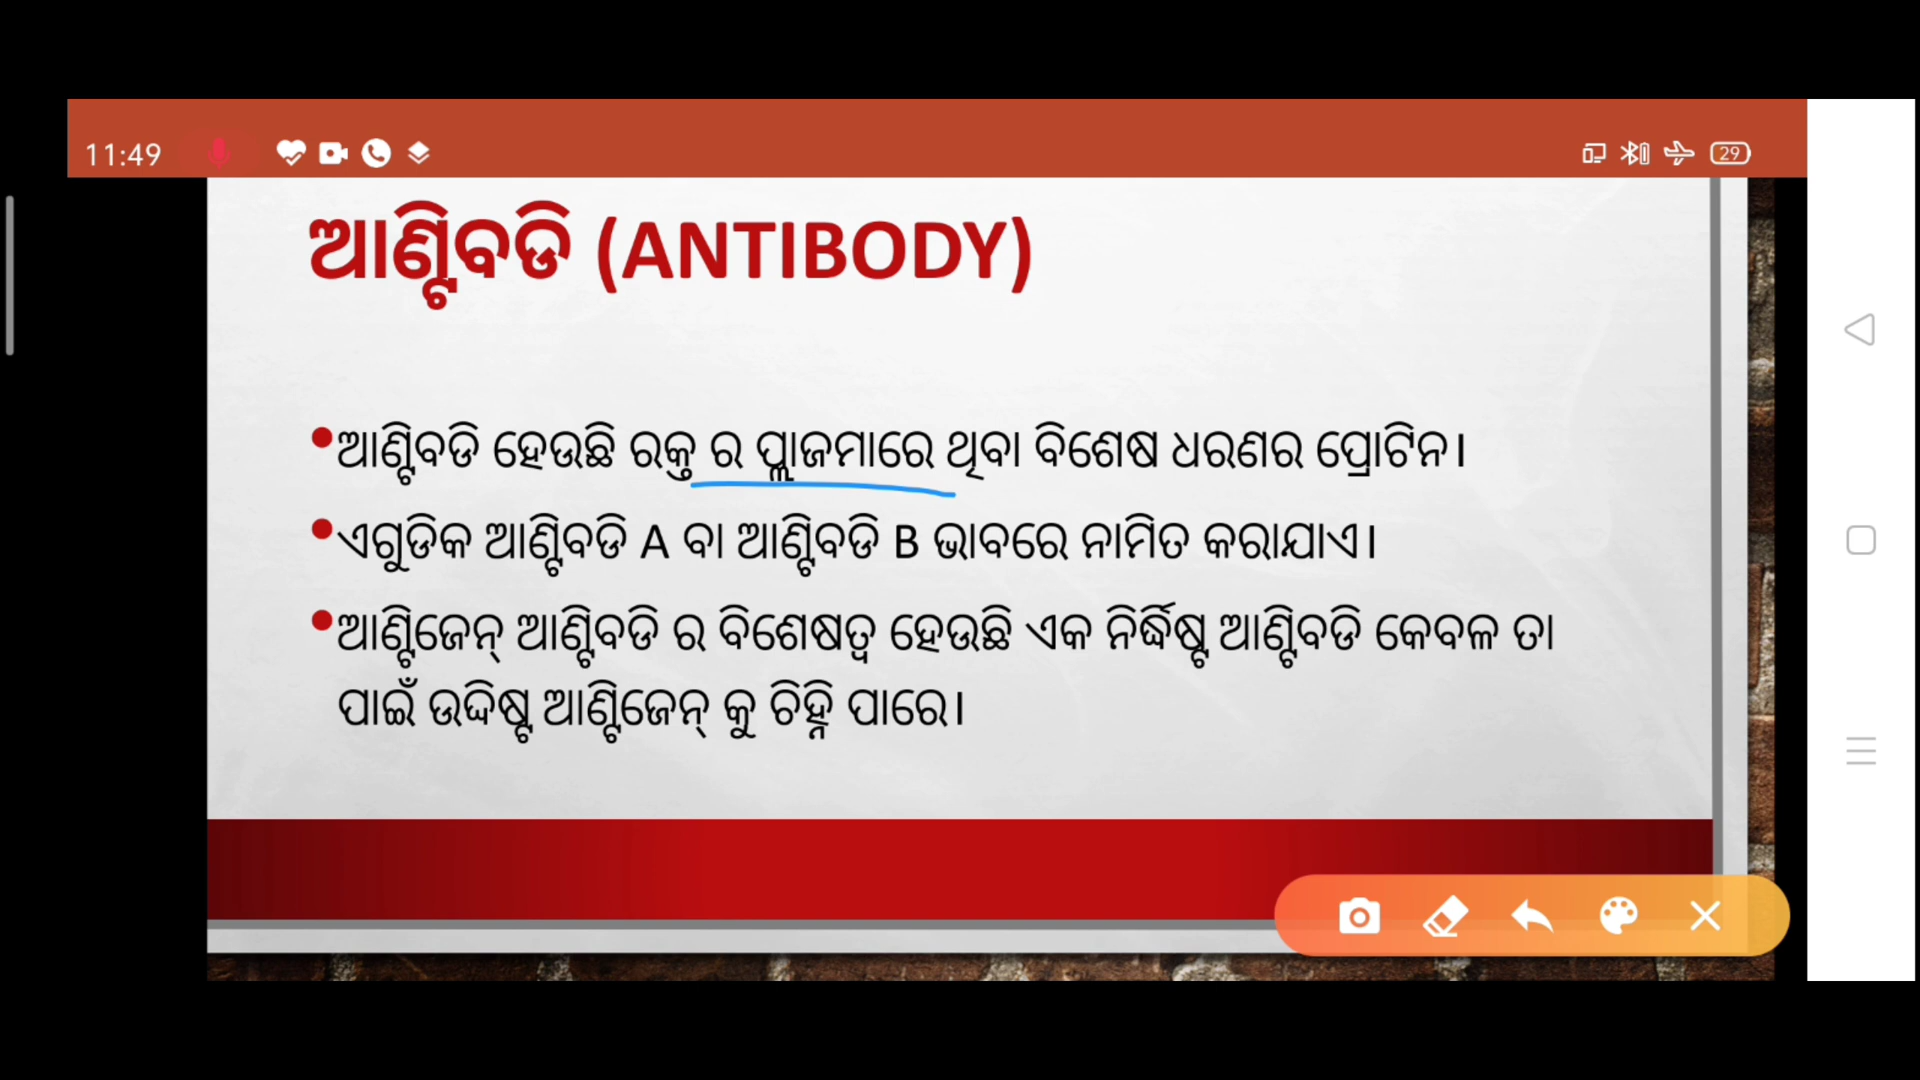 11:49
29
ଆଣ୍ଟିବଡି (ANTIBODY)
•ଆଣ୍ଟିବଡି ହେଉଛି ରକ୍ତ ର ପ୍ଲାଜମାରେ ଥିବା ବିଶେଷ ଧରଣର ପ୍ରୋଟିନ।
•ଏଗୁଡିକ ଆଣ୍ଟିବଡି A ବା ଆଣ୍ଟିବଡି B ଭାବରେ ନାମିତ କରାଯାଏ।
•ଆଣ୍ଟିଜେନ୍ ଆଣ୍ଟିବଡି ର ବିଶେଷତ୍ୱ ହେଉଛି ଏକ ନିର୍ଦ୍ଧିଷ୍ଟ ଆଣ୍ଟିବଡି କେବଳ ତା
ପାଇଁ ଉଦ୍ଦିଷ୍ଟ ଆଣ୍ଟିଜେନ୍ କୁ ଚିହ୍ନି ପାରେ।